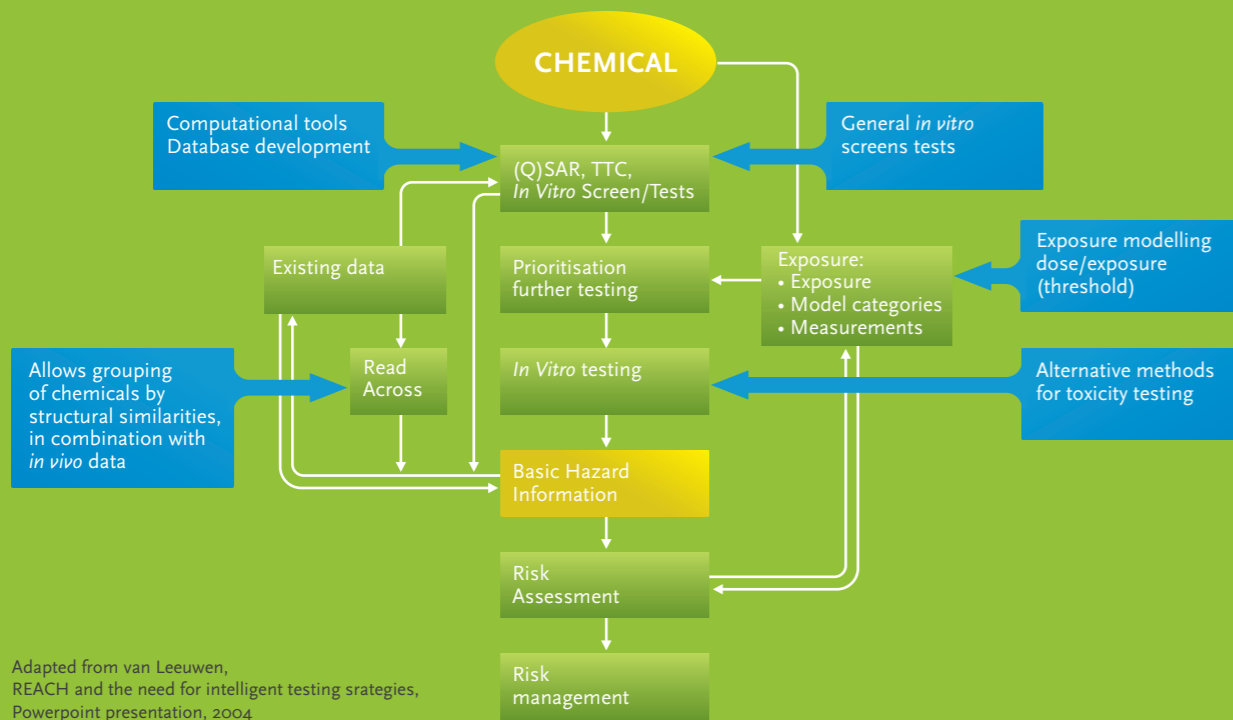 CHEMICAL
Computational tools
Database development
General in vitro
screens tests
(Q)SAR, TTC,
In Vitro Screen/Tests
Existing data
Prioritisation
further testing
Exposure:
• Exposure
• Model categories
• Measurements
Exposure modelling
dose/exposure
(threshold)
Allows grouping
of chemicals by
structural similarities,
in combination with
in vivo data
Read
Across
In Vitro testing
Alternative methods
for toxicity testing
Basic Hazard
Information
Risk
Assessment
Risk
management
Adapted from van Leeuwen,
REACH and the need for intelligent testing srategies,
Powerpoint presentation, 2004